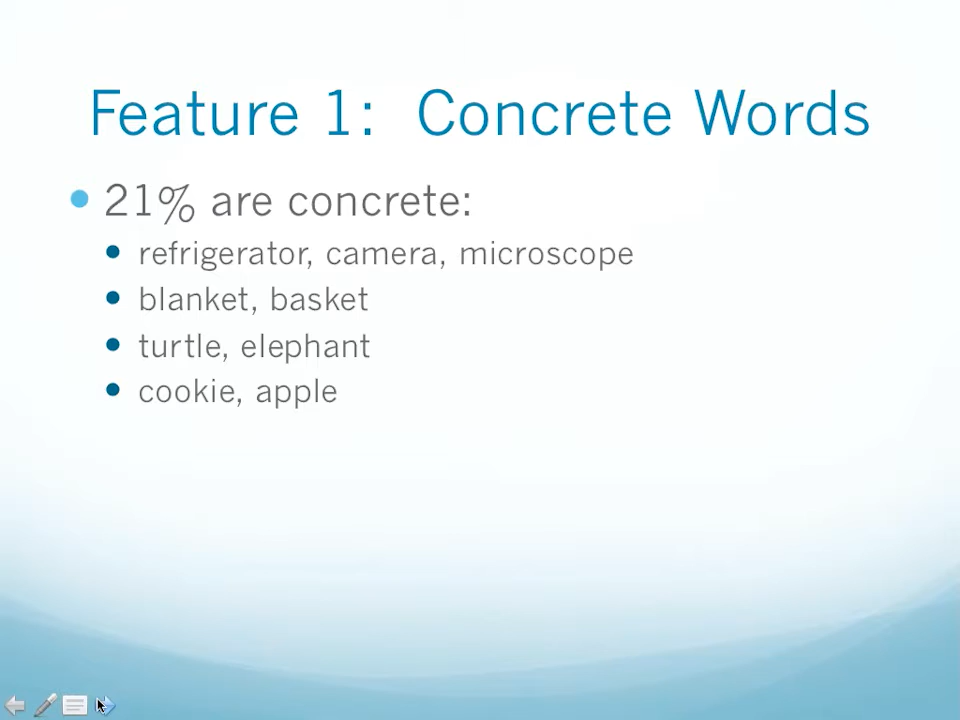 Feature 1: Concrete Words
21% are concrete:
refrigerator, camera, microscope
blanket, basket
turtle, elephant
cookie, apple